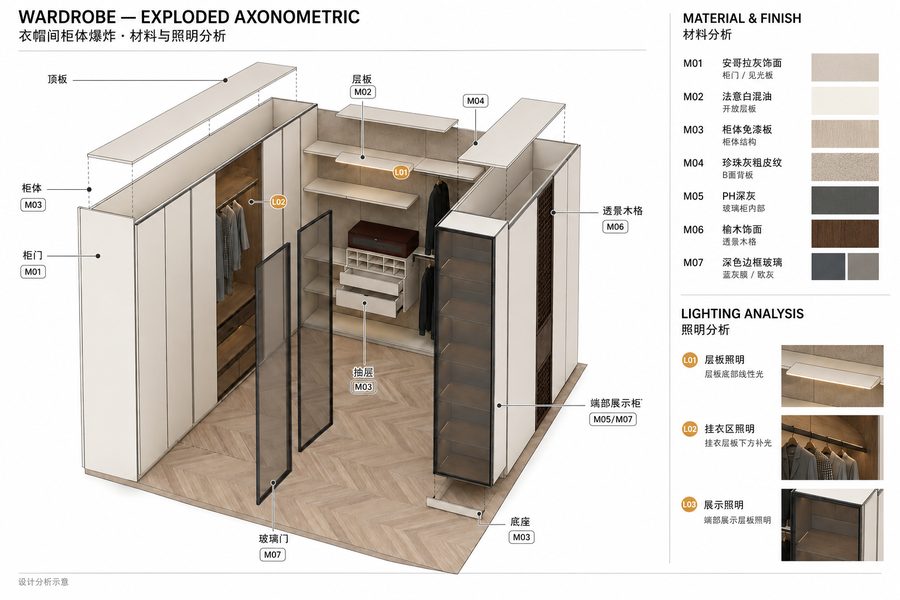 WARDROBE — EXPLODED AXONOMETRIC
衣帽间柜体爆炸 · 材料与照明分析
顶板
层板
M02
M04
L01
L02
柜体
M03
柜门
M01
透景木格
M06
抽屉
M03
端部展示柜
M05/M07
底座
M03
玻璃门
M07
设计分析示意
MATERIAL & FINISH
材料分析
M01 安哥拉灰饰面
柜门 / 见光板
M02 法意白混油
开放层板
M03 柜体免漆板
柜体结构
M04 珍珠灰粗皮纹
B面背板
M05 PH深灰
玻璃柜内部
M06 榆木饰面
透景木格
M07 深色边框玻璃
蓝灰膜 / 欧灰
LIGHTING ANALYSIS
照明分析
L01 层板照明
层板底部线性光
L02 挂衣区照明
挂衣层板下方补光
L03 展示照明
端部展示层板照明